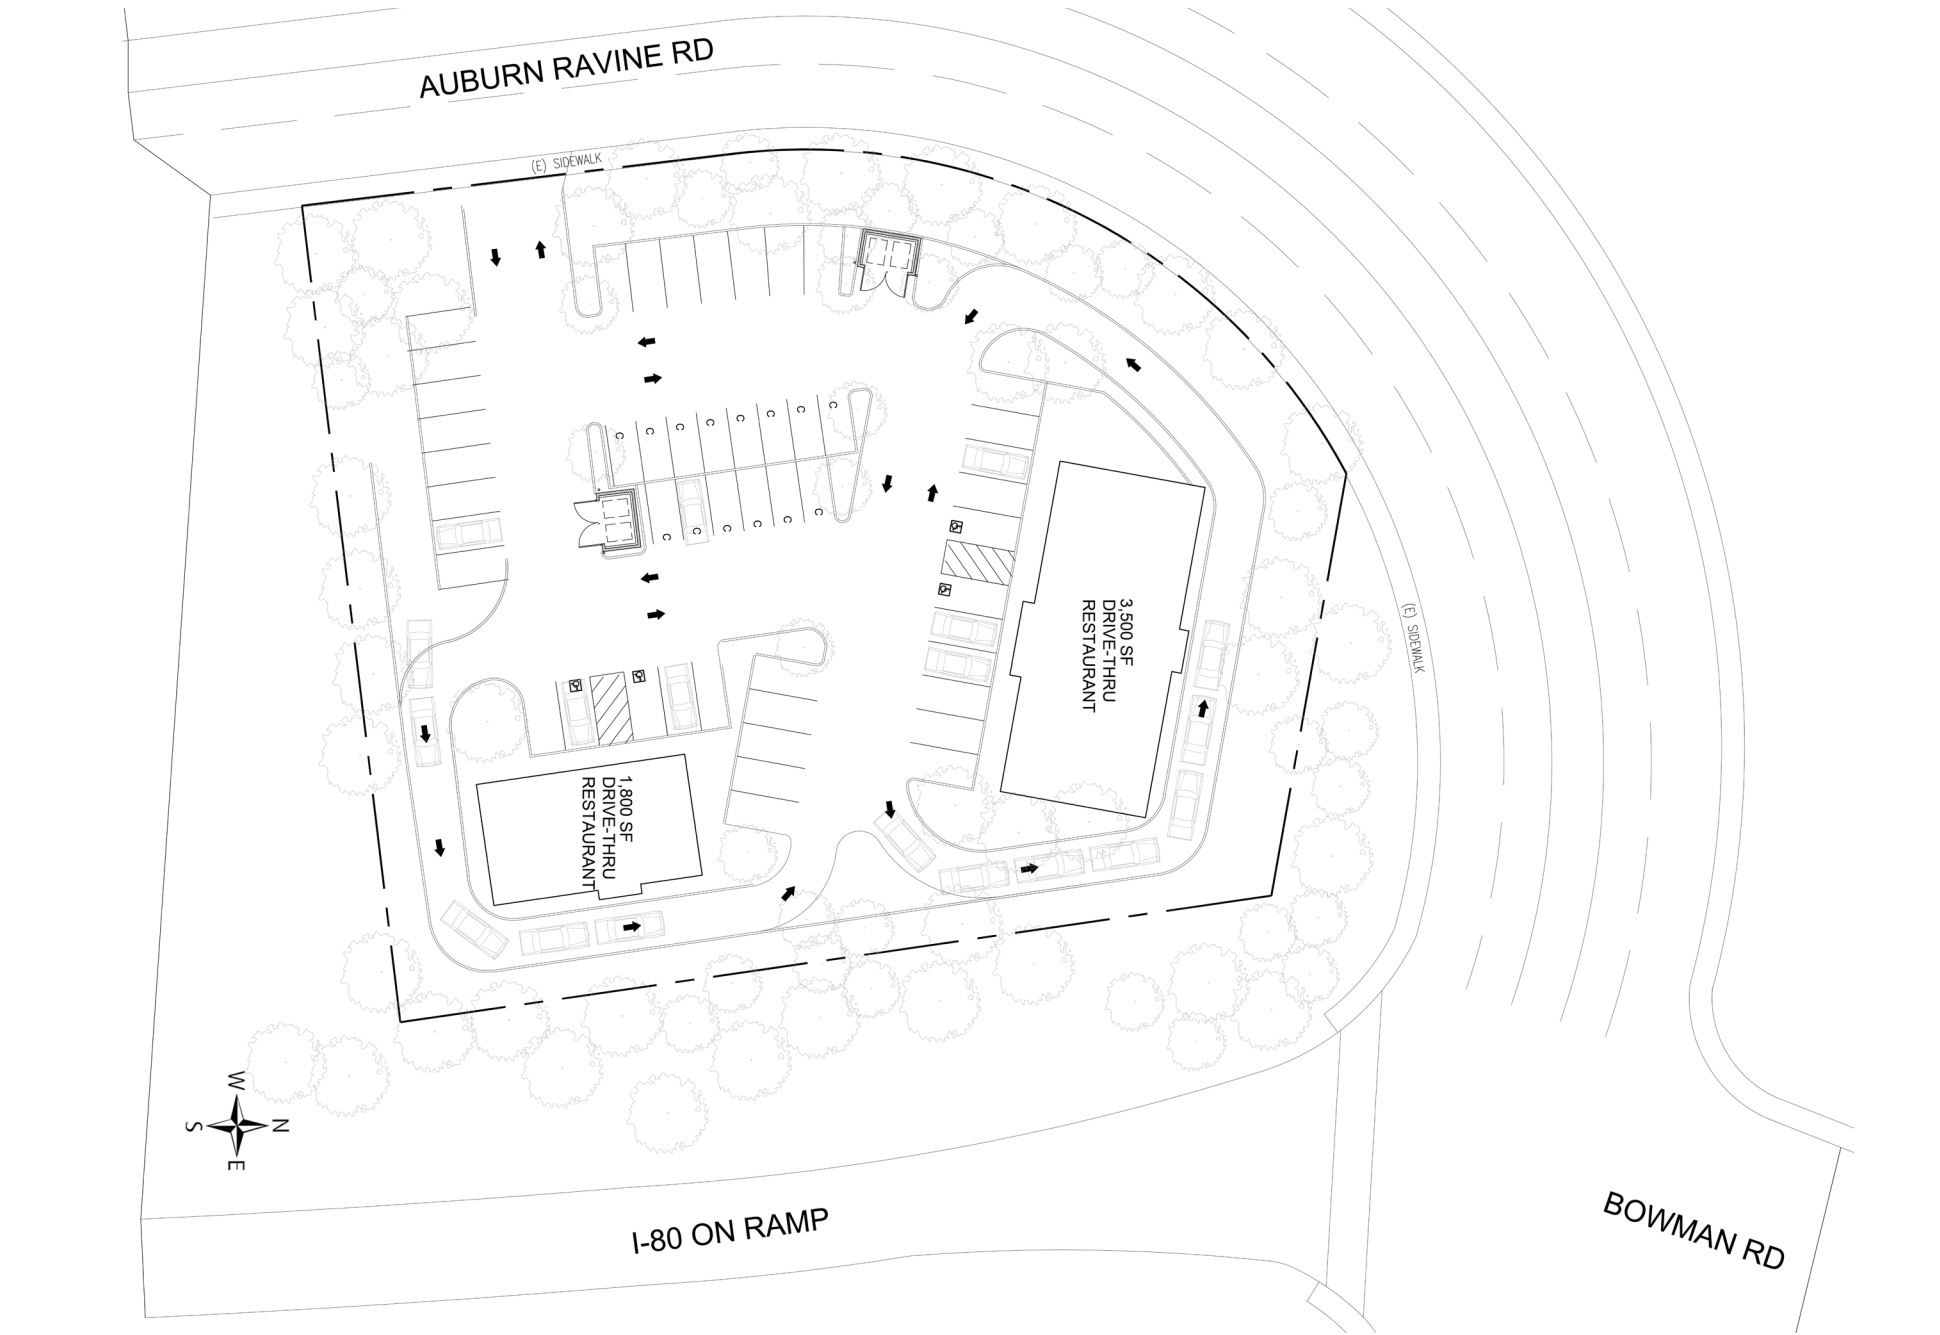 AUBURN RAVINE RD
(E) SIDEWALK
C
C
C
C
C
C
C
C
C
C
C
C
C
C
3,500 SF
DRIVE-THRU
RESTAURANT
(E) SIDEWALK
1,800 SF
DRIVE-THRU
RESTAURANT
W
N
S
E
I-80 ON RAMP
BOWMAN RD